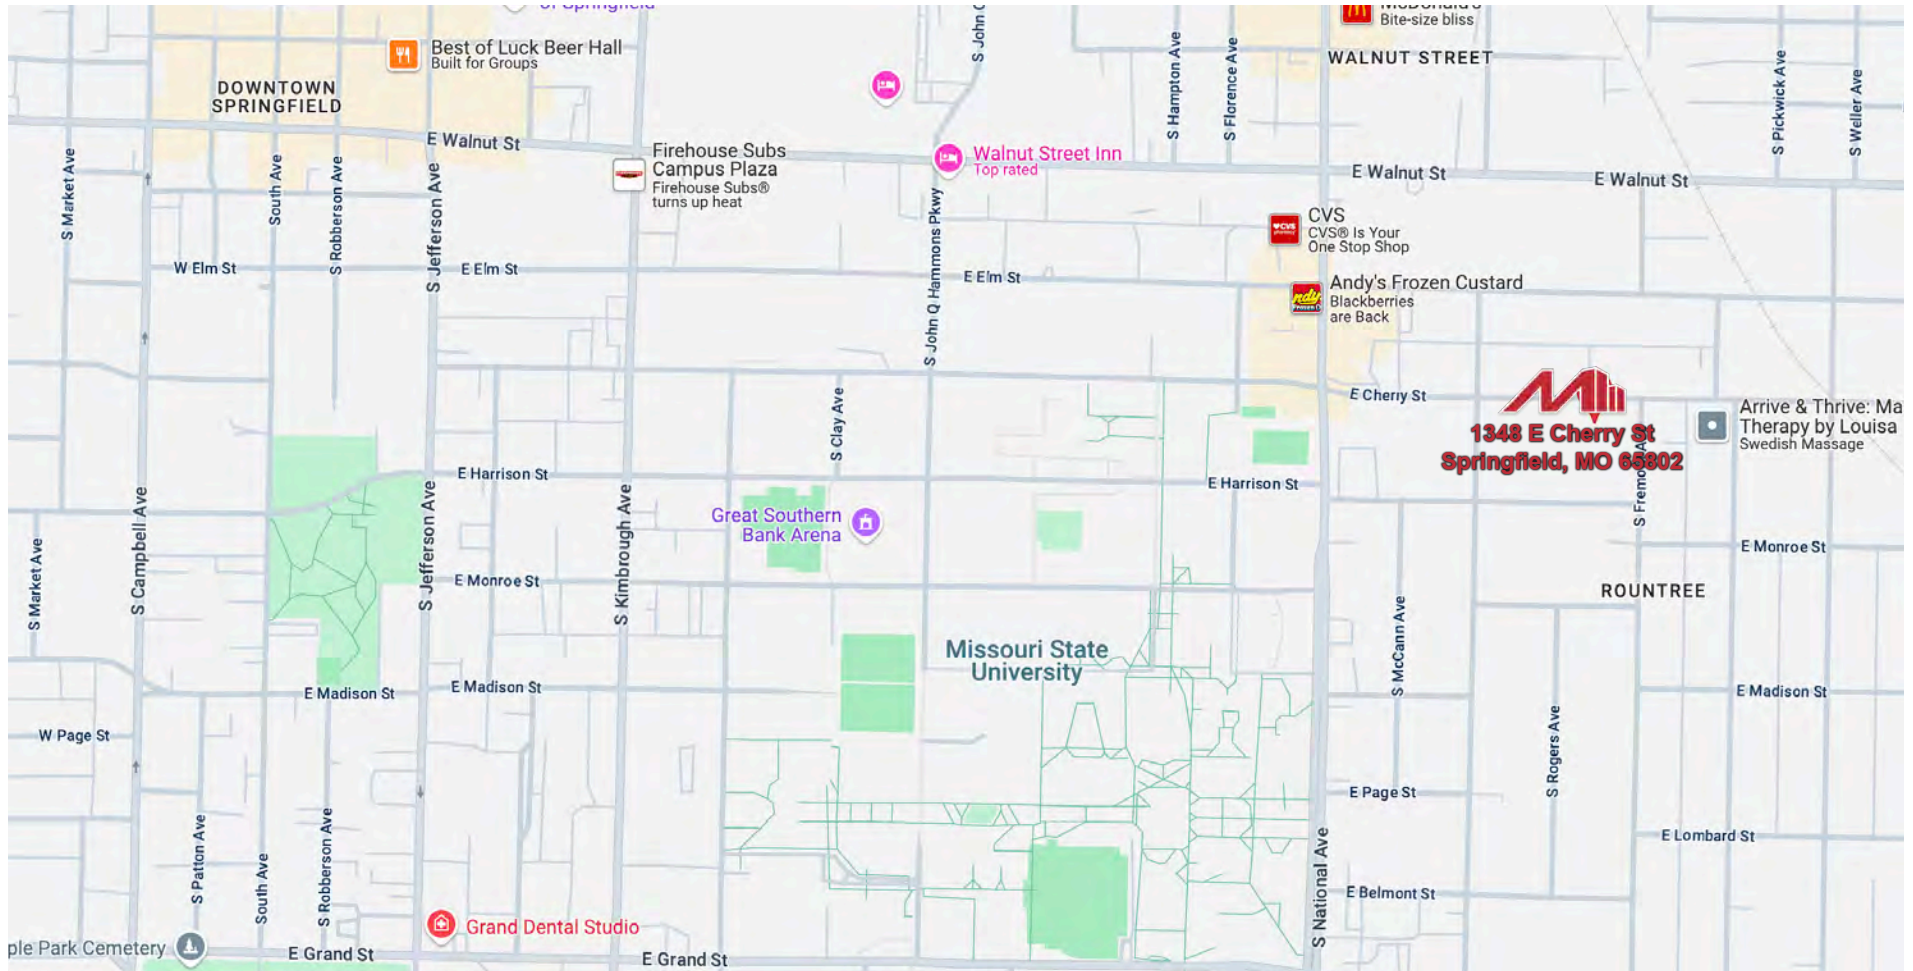 of Springfield
Best of Luck Beer Hall
Built for Groups
DOWNTOWN
SPRINGFIELD
McDonald's
Bite-size bliss
WALNUT STREET
S John Q
S Hampton Ave
S Florence Ave
S Pickwick Ave
S Weller Ave
E Walnut St
Firehouse Subs
Campus Plaza
Firehouse Subs®
turns up heat
Walnut Street Inn
Top rated
E Walnut St
E Walnut St
S Market Ave
South Ave
S Robberson Ave
S Jefferson Ave
S John Q Hammons Pkwy
CVS
CVS® Is Your
One Stop Shop
W Elm St
E Elm St
E Elm St
Andy's Frozen Custard
Blackberries
are Back
E Cherry St
1348 E Cherry St
Springfield, MO 65802
Arrive & Thrive: Ma
Therapy by Louisa
Swedish Massage
S Clay Ave
E Harrison St
E Harrison St
S Campbell Ave
S Jefferson Ave
S Kimbrough Ave
Great Southern
Bank Arena
S Fremont A
E Monroe St
S Market Ave
E Monroe St
ROUNTREE
Missouri State
University
S McCann Ave
E Madison St
E Madison St
E Madison St
W Page St
S Rogers Ave
E Page St
E Lombard St
S Patton Ave
South Ave
S Robberson Ave
S National Ave
E Belmont St
Grand Dental Studio
ple Park Cemetery
E Grand St
E Grand St